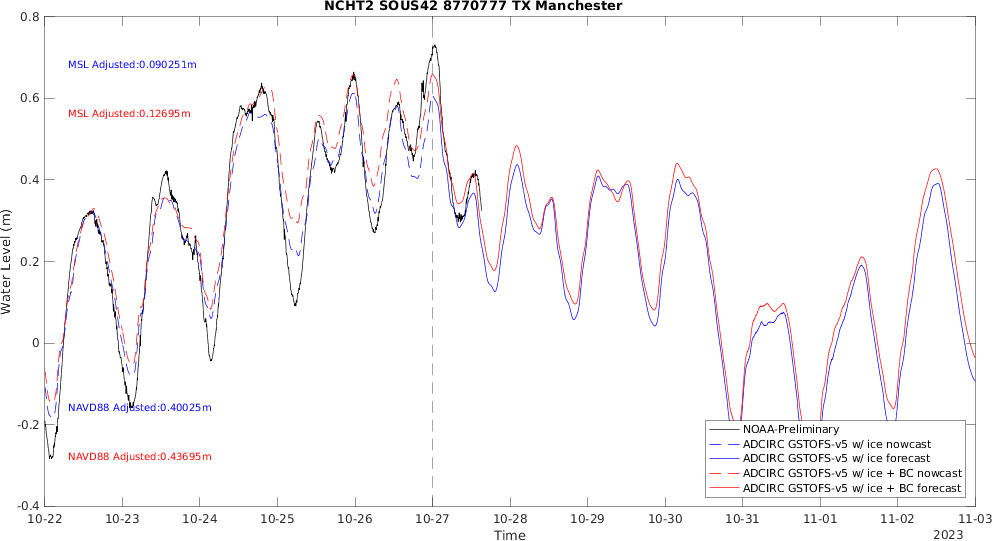 NCHT2 SOUS42 8770777 TX Manchester
0.8
0.6
0.4
0.2
0
-0.2
-0.4
Water Level (m)
MSL Adjusted:0.090251m
MSL Adjusted:0.12695m
NAVD88 Adjusted:0.40025m
NAVD88 Adjusted:0.43695m
NOAA-Preliminary
ADCIRC GSTOFS-v5 w/ ice nowcast
ADCIRC GSTOFS-v5 w/ ice forecast
ADCIRC GSTOFS-v5 w/ ice + BC nowcast
ADCIRC GSTOFS-v5 w/ ice + BC forecast
10-22 10-23 10-24 10-25 10-26 10-27 10-28 10-29 10-30 10-31 11-01 11-02 11-03
Time
2023